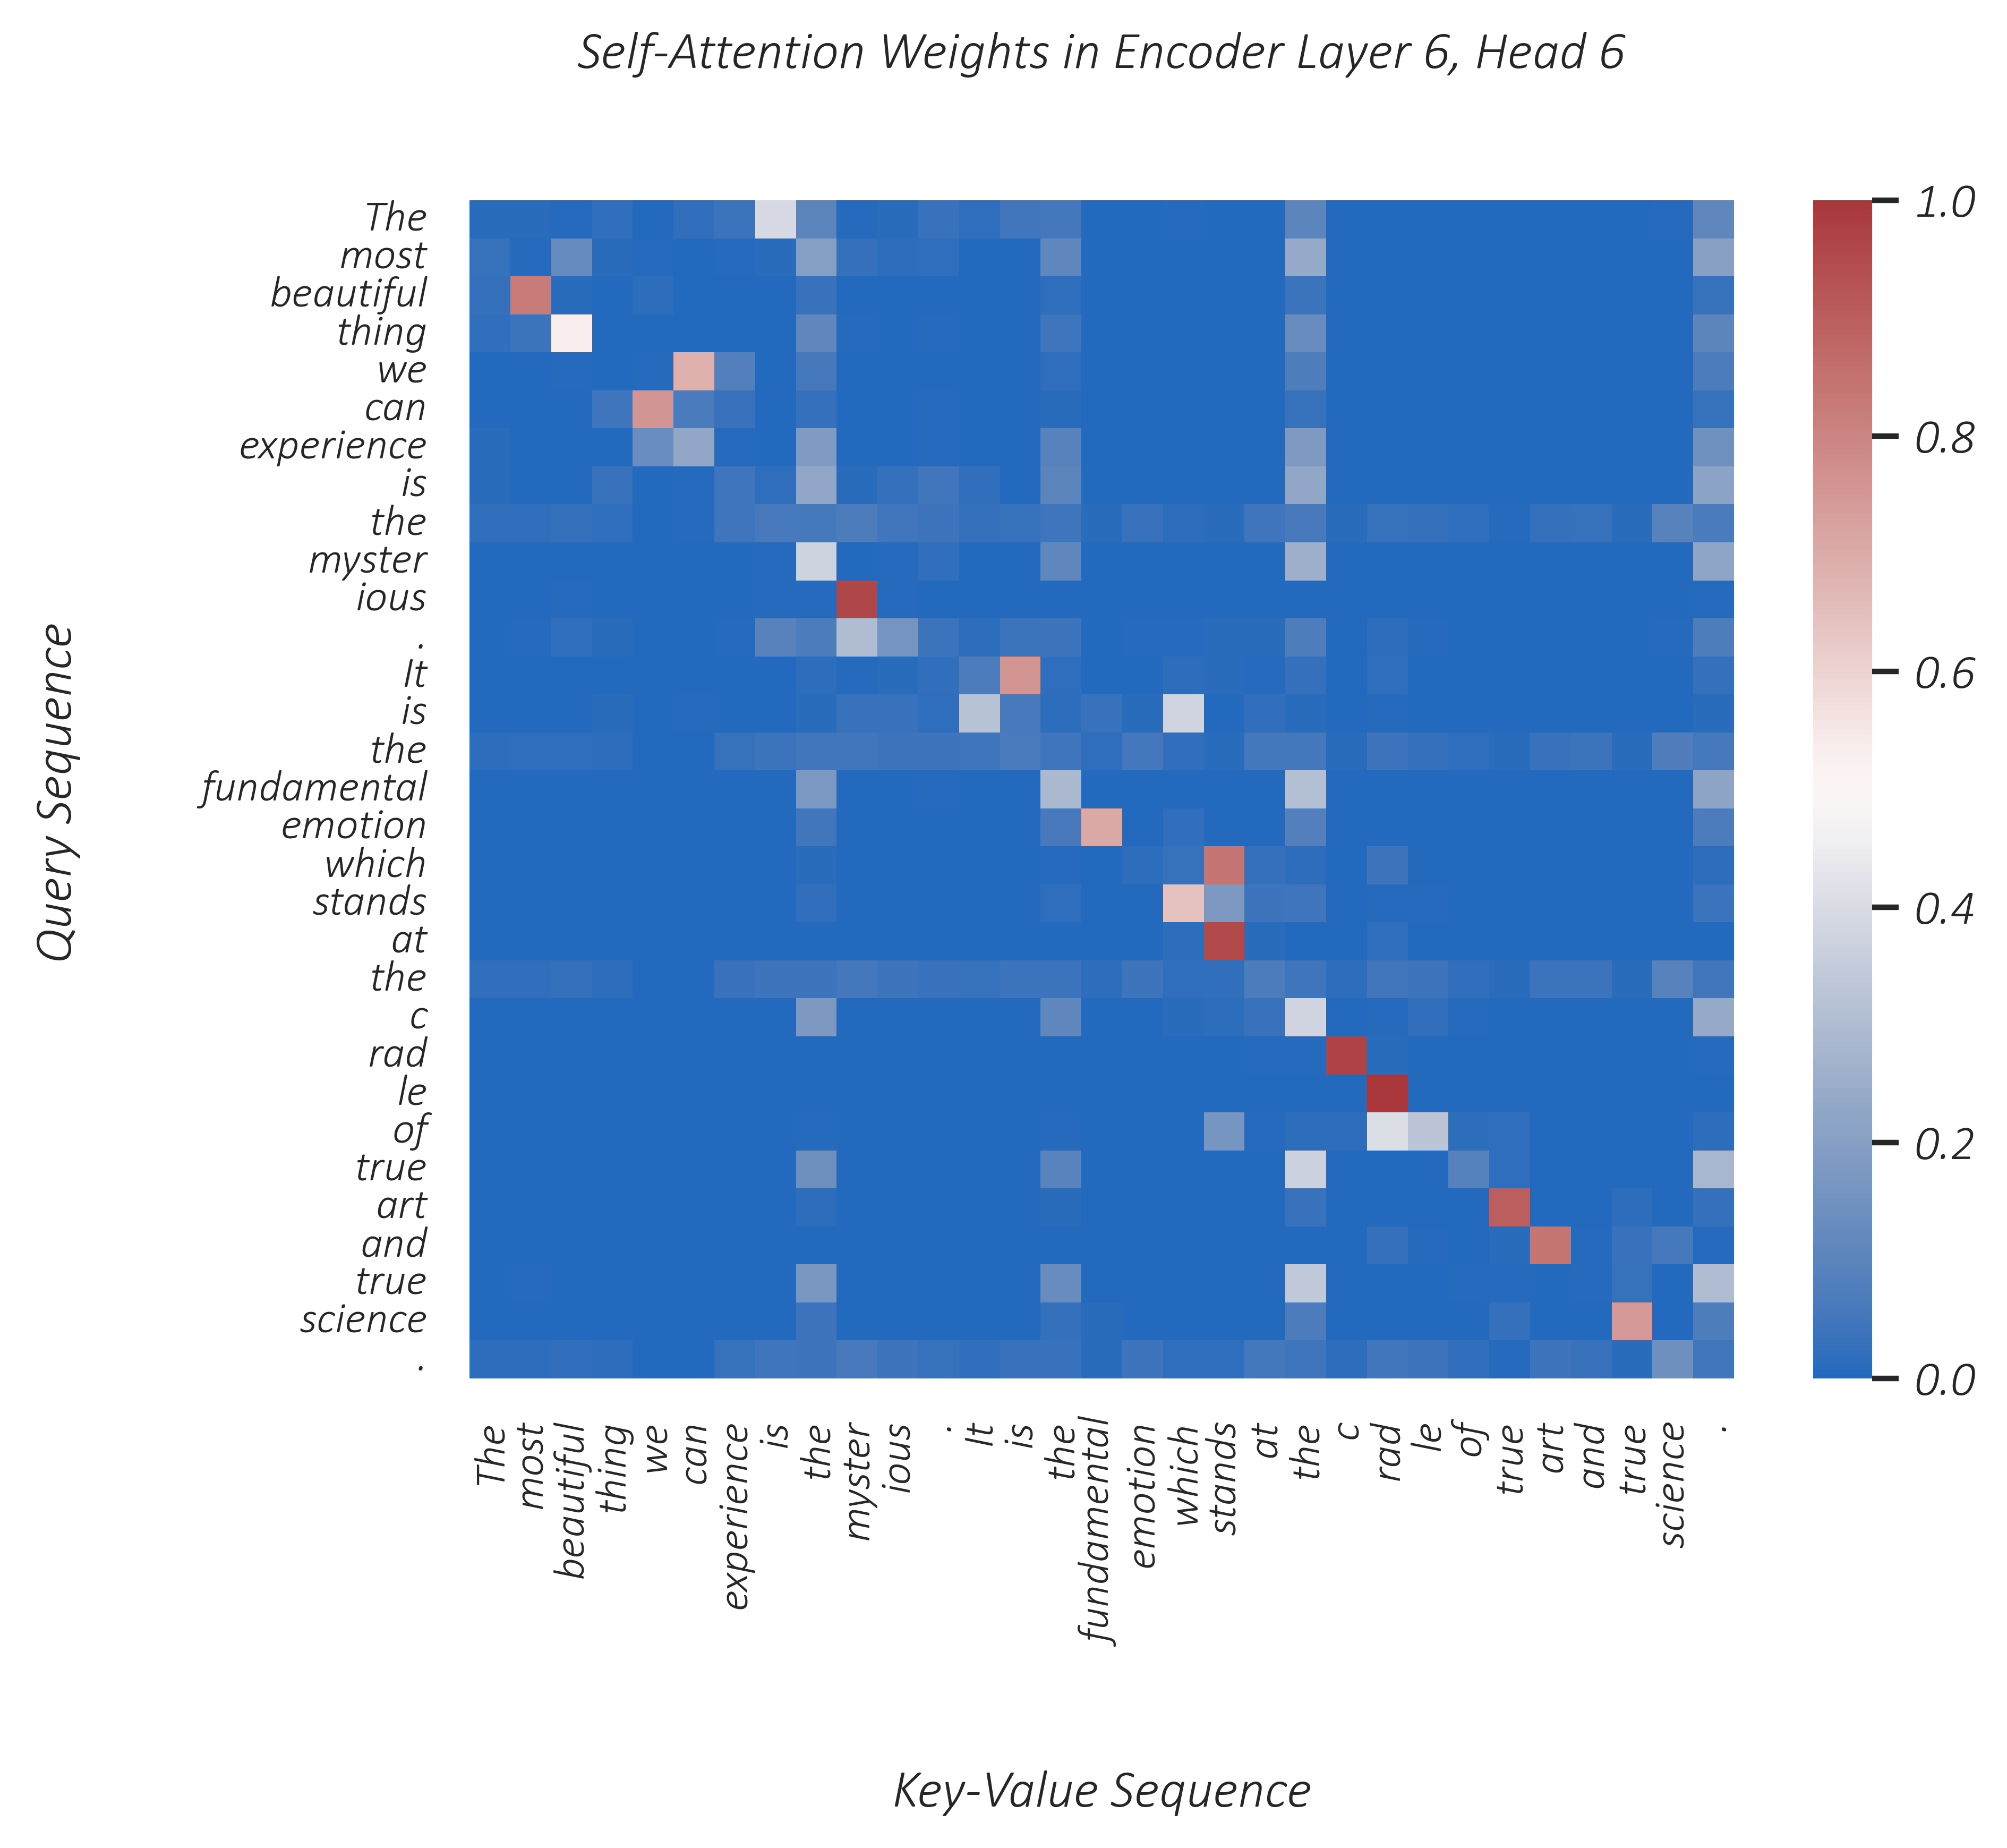 Self-Attention Weights in Encoder Layer 6, Head 6
Query Sequence
The
most
beautiful
thing
we
can
experience
is
the
myster
ious
.
It
is
the
fundamental
emotion
which
stands
at
the
c
rad
le
of
true
art
and
true
science
.
The
most
beautiful
thing
we
can
experience
is
the
myster
ious
.
It
is
the
fundamental
emotion
which
stands
at
the
c
rad
le
of
true
art
and
true
science
.
Key-Value Sequence
1.0
0.8
0.6
0.4
0.2
0.0